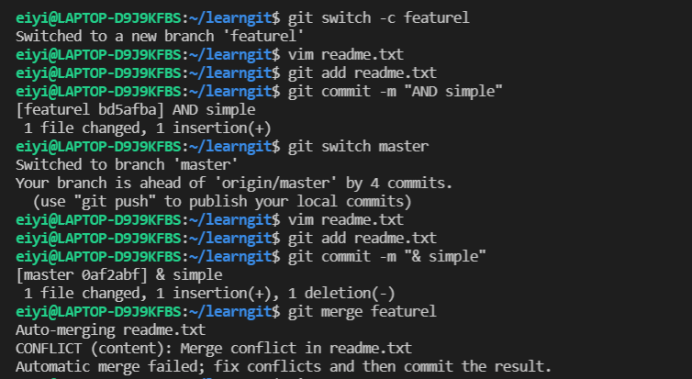 eiyi@LAPTOP-D9J9KFBS:~/learngit$ git switch -c featurel
Switched to a new branch 'featurel'
eiyi@LAPTOP-D9J9KFBS:~/learngit$ vim readme.txt
eiyi@LAPTOP-D9J9KFBS:~/learngit$ git add readme.txt
eiyi@LAPTOP-D9J9KFBS:~/learngit$ git commit -m "AND simple"
[featurel bd5afba] AND simple
 1 file changed, 1 insertion(+)
eiyi@LAPTOP-D9J9KFBS:~/learngit$ git switch master
Switched to branch 'master'
Your branch is ahead of 'origin/master' by 4 commits.
  (use "git push" to publish your local commits)
eiyi@LAPTOP-D9J9KFBS:~/learngit$ vim readme.txt
eiyi@LAPTOP-D9J9KFBS:~/learngit$ git add readme.txt
eiyi@LAPTOP-D9J9KFBS:~/learngit$ git commit -m "& simple"
[master 0af2abf] & simple
 1 file changed, 1 insertion(+), 1 deletion(-)
eiyi@LAPTOP-D9J9KFBS:~/learngit$ git merge featurel
Auto-merging readme.txt
CONFLICT (content): Merge conflict in readme.txt
Automatic merge failed; fix conflicts and then commit the result.